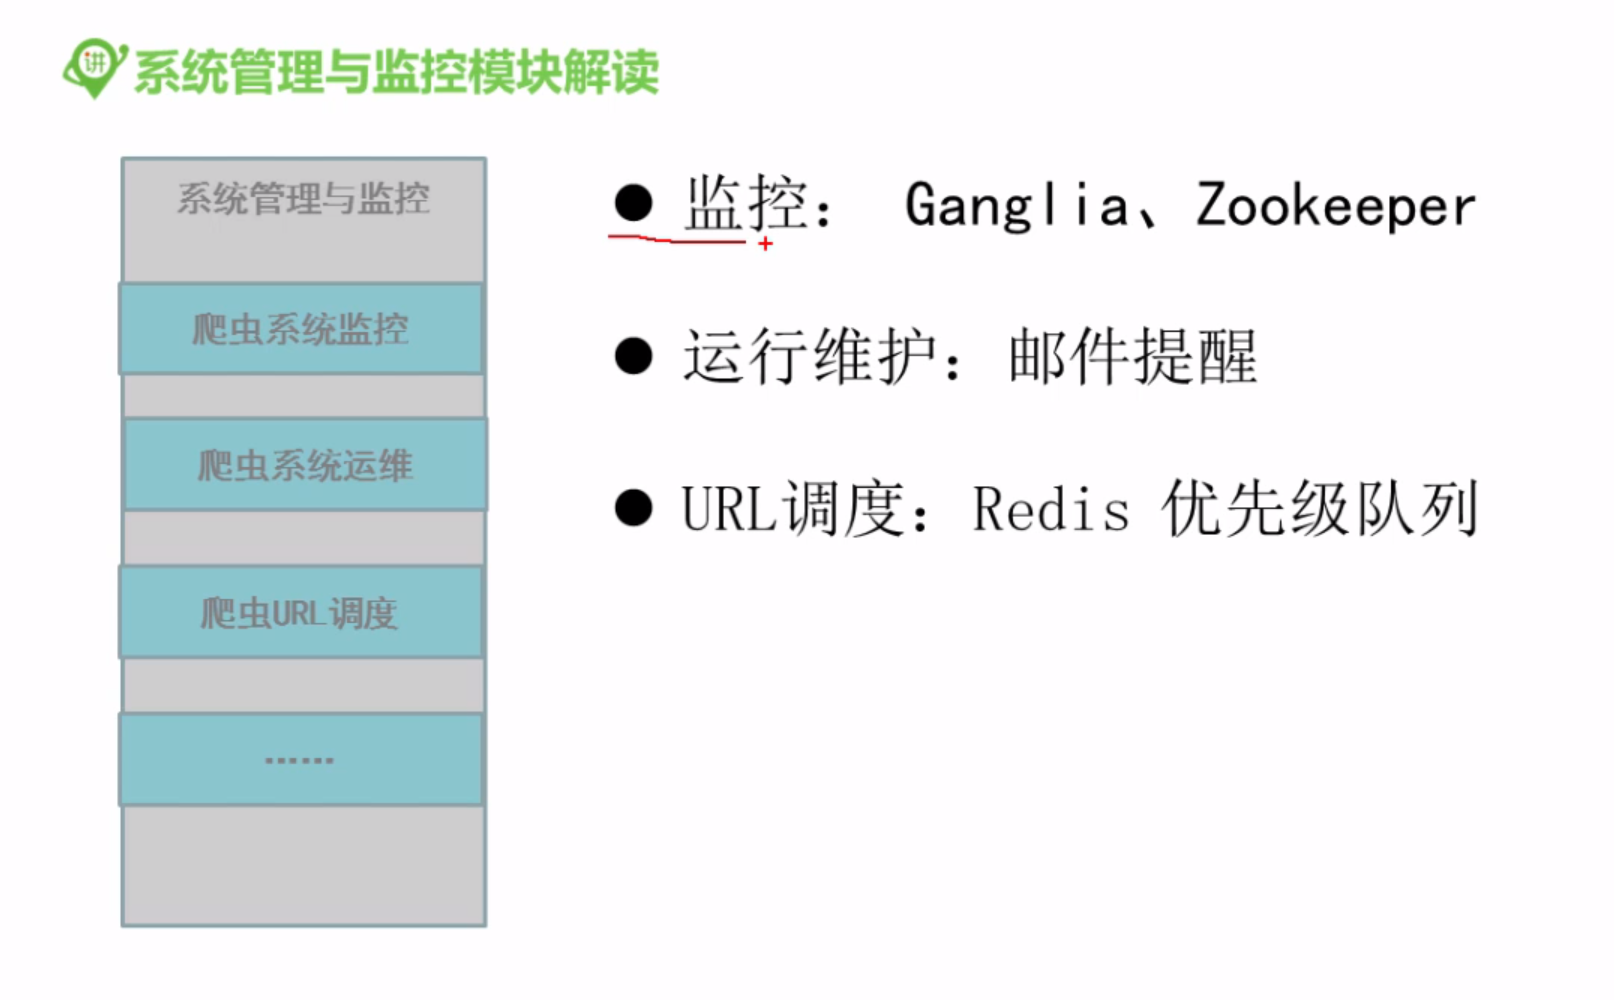 讲
系统管理与监控模块解读
系统管理与监控
爬虫系统监控
爬虫系统运维
爬虫URL调度
……
● 监控： Ganglia、Zookeeper
● 运行维护：邮件提醒
● URL调度：Redis 优先级队列